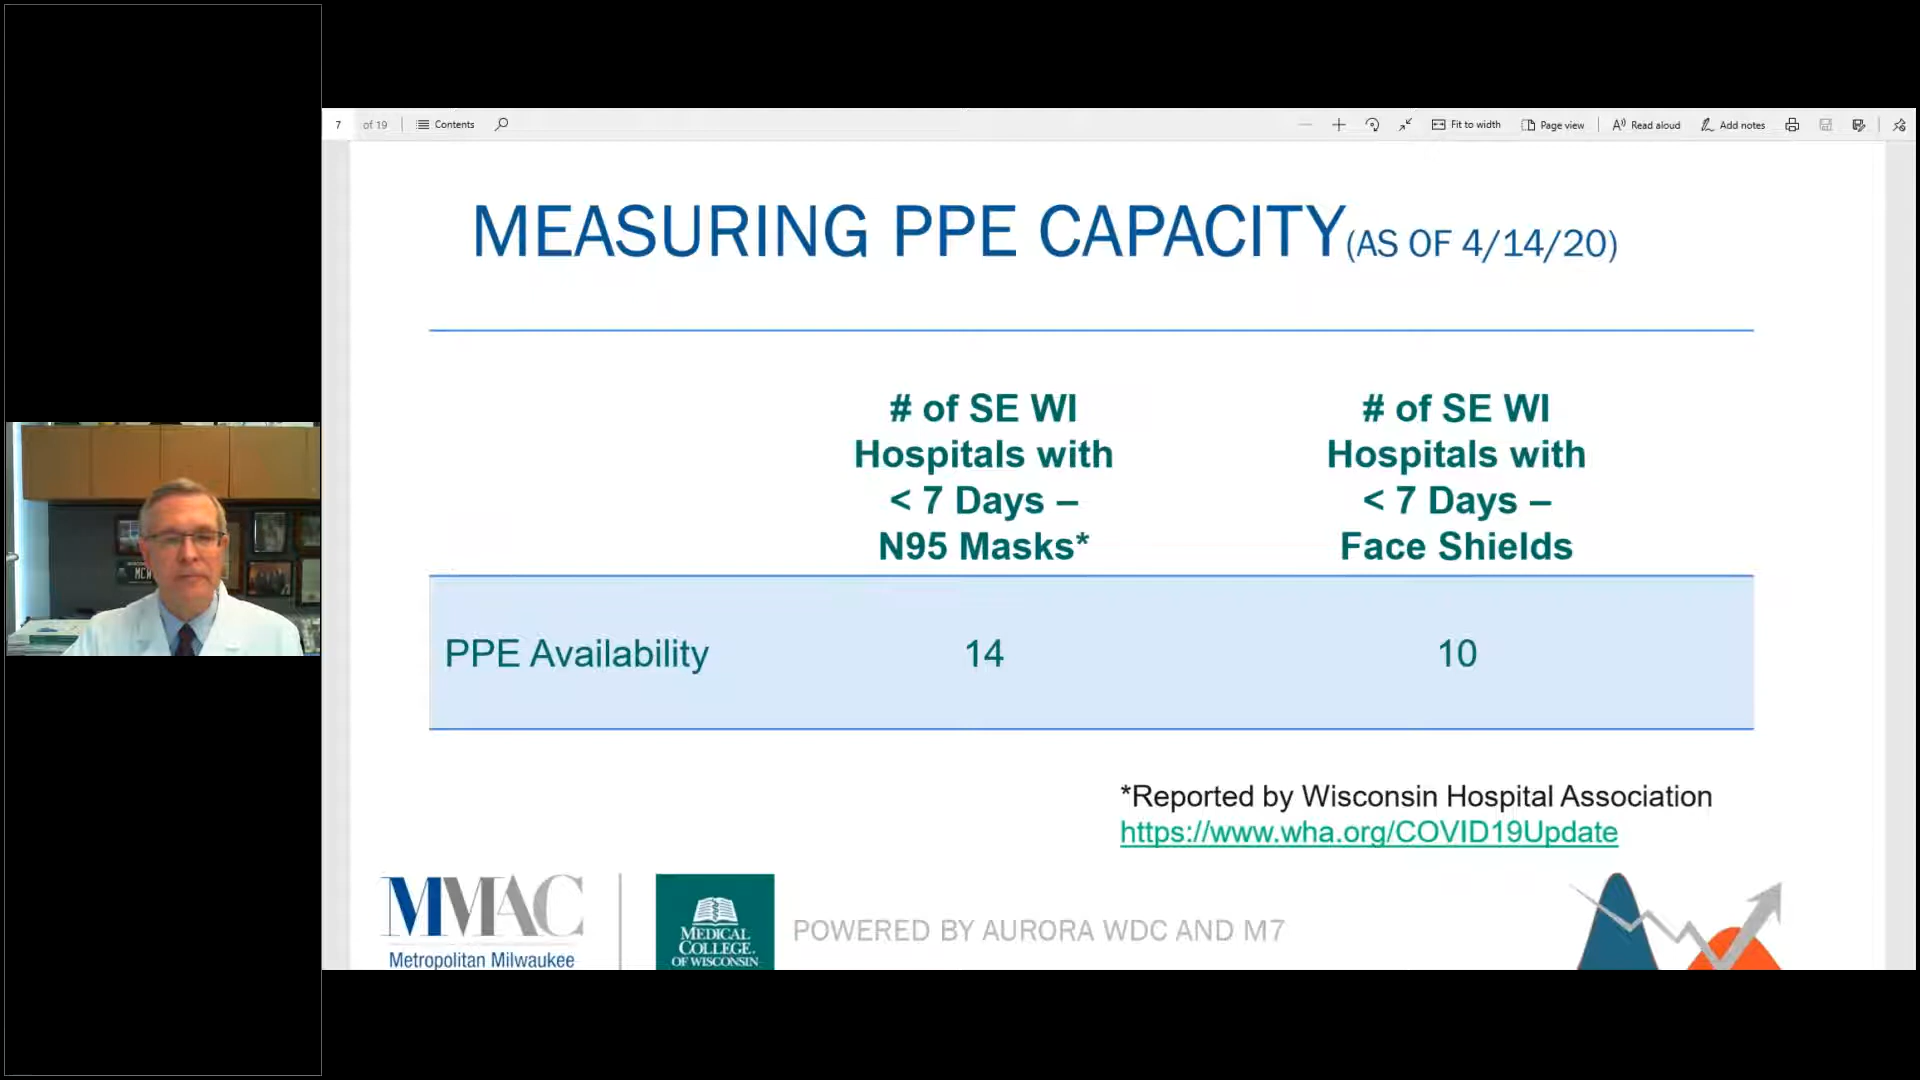 7 of 19 Contents Fit to width Page view Read aloud Add notes
MEASURING PPE CAPACITY(AS OF 4/14/20)
# of SE WI
Hospitals with
< 7 Days –
N95 Masks*
# of SE WI
Hospitals with
< 7 Days –
Face Shields
PPE Availability 14 10
*Reported by Wisconsin Hospital Association
https://www.wha.org/COVID19Update
MMAC
Metropolitan Milwaukee
MEDICAL
COLLEGE
OF WISCONSIN
POWERED BY AURORA WDC AND M7
MCW